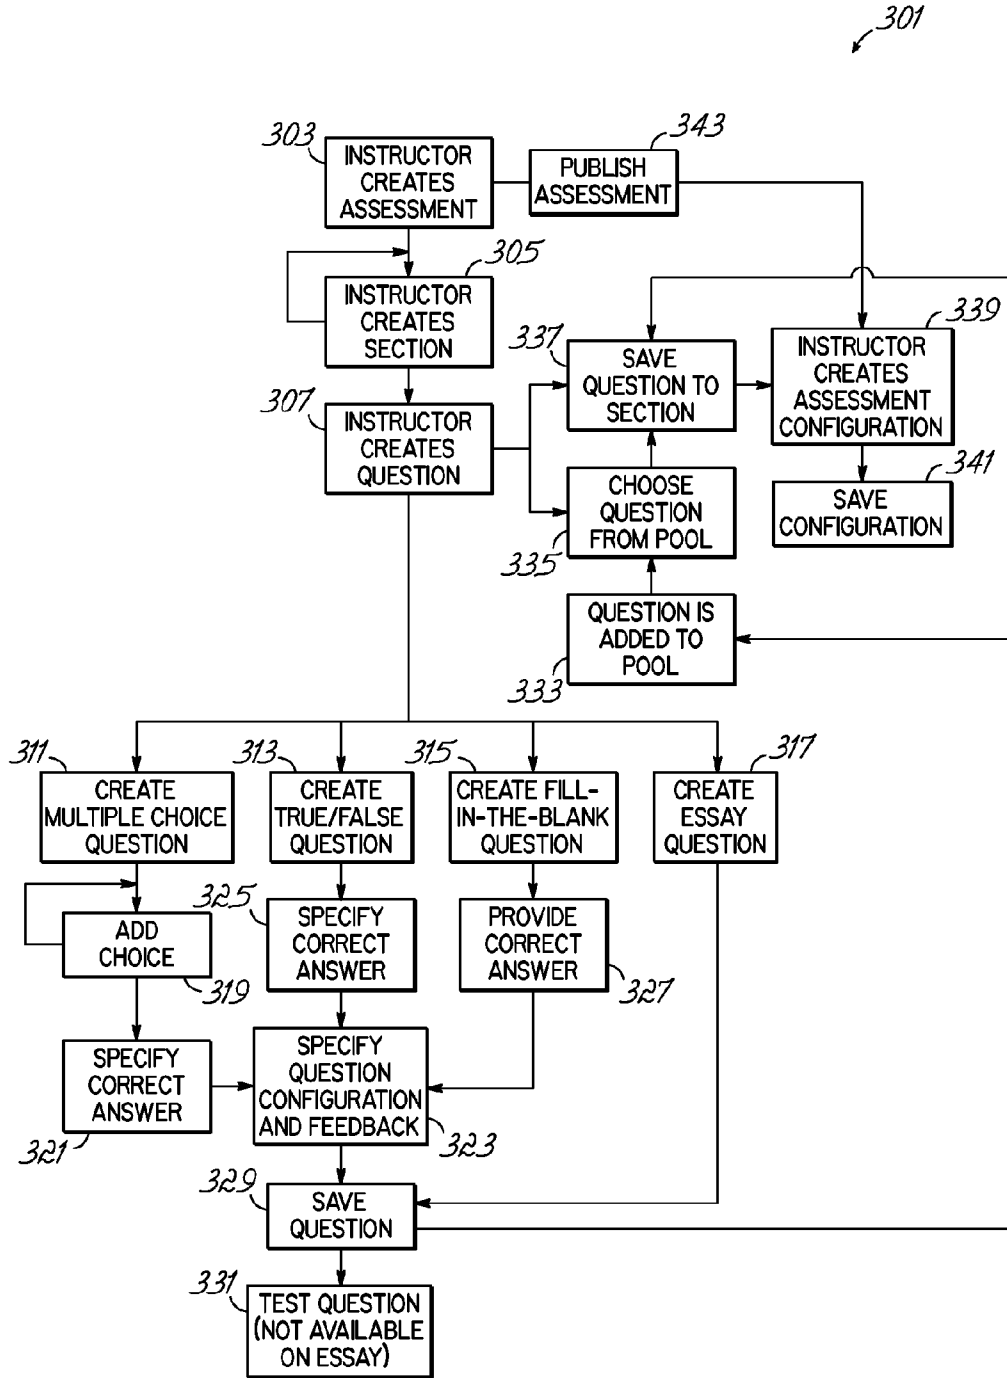 301
303
INSTRUCTOR
CREATES
ASSESSMENT
343
PUBLISH
ASSESSMENT
305
INSTRUCTOR
CREATES
SECTION
307
INSTRUCTOR
CREATES
QUESTION
337
SAVE
QUESTION TO
SECTION
339
INSTRUCTOR
CREATES
ASSESSMENT
CONFIGURATION
341
SAVE
CONFIGURATION
CHOOSE
QUESTION
FROM POOL
335
QUESTION IS
ADDED TO
POOL
333
311
CREATE
MULTIPLE CHOICE
QUESTION
313
CREATE
TRUE/FALSE
QUESTION
315
CREATE FILL-
IN-THE-BLANK
QUESTION
317
CREATE
ESSAY
QUESTION
ADD
CHOICE
319
325
SPECIFY
CORRECT
ANSWER
PROVIDE
CORRECT
ANSWER
327
SPECIFY
CORRECT
ANSWER
321
SPECIFY
QUESTION
CONFIGURATION
AND FEEDBACK
323
329
SAVE
QUESTION
331
TEST QUESTION
(NOT AVAILABLE
ON ESSAY)